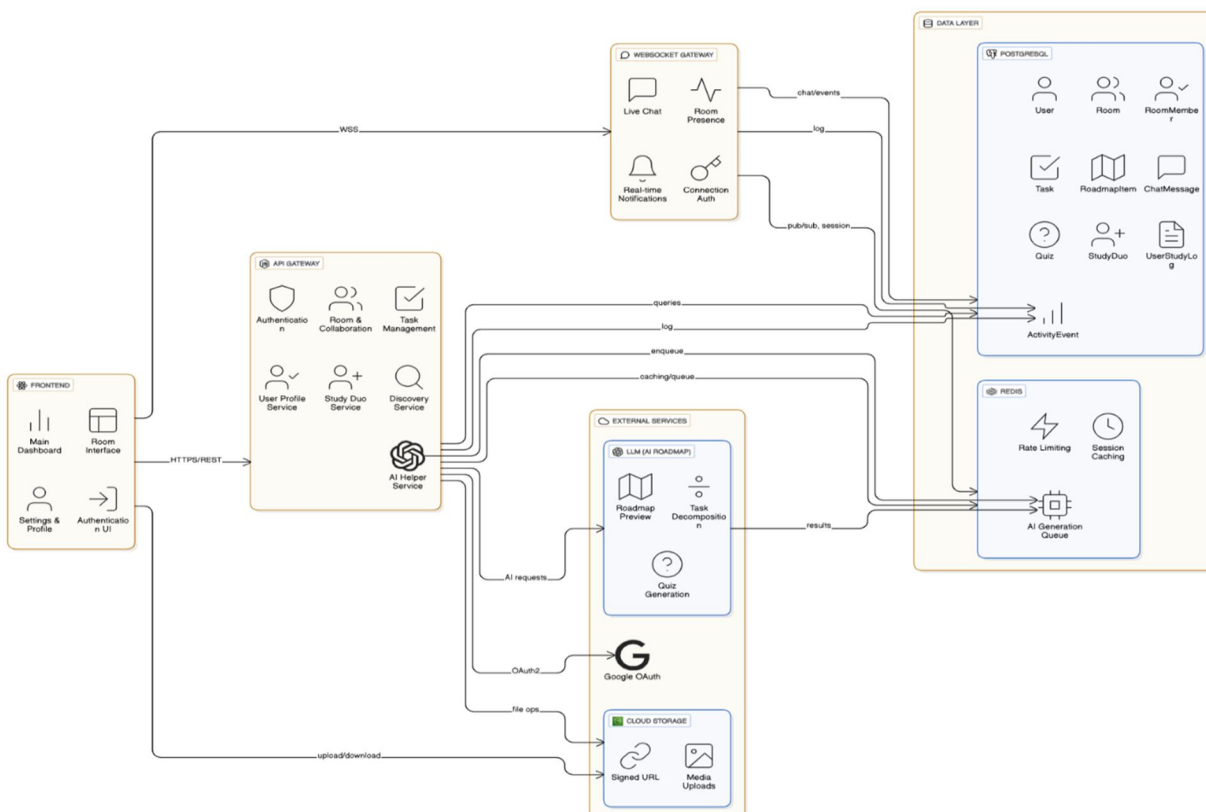 DATA LAYER
POSTGRESQL
User
Room
RoomMembe
r
Task
RoadmapItem
ChatMessage
Quiz
StudyDuo
UserStudyLo
g
ActivityEvent
WEBSOCKET GATEWAY
Live Chat
Room
Presence
Real-time
Notifications
Connection
Auth
chat/events
log
pub/sub, session
WSS
API GATEWAY
Authenticatio
n
Room &
Collaboration
Task
Management
User Profile
Service
Study Duo
Service
Discovery
Service
AI Helper
Service
queries
log
enqueue
caching/queue
FRONTEND
Main
Dashboard
Room
Interface
Settings &
Profile
Authenticatio
n UI
HTTPS/REST
REDIS
Rate Limiting
Session
Caching
AI Generation
Queue
EXTERNAL SERVICES
LLM (AI ROADMAP)
Roadmap
Preview
Task
Decompositio
n
Quiz
Generation
results
AI requests
OAuth2
Google OAuth
file ops
CLOUD STORAGE
Signed URL
Media
Uploads
upload/download